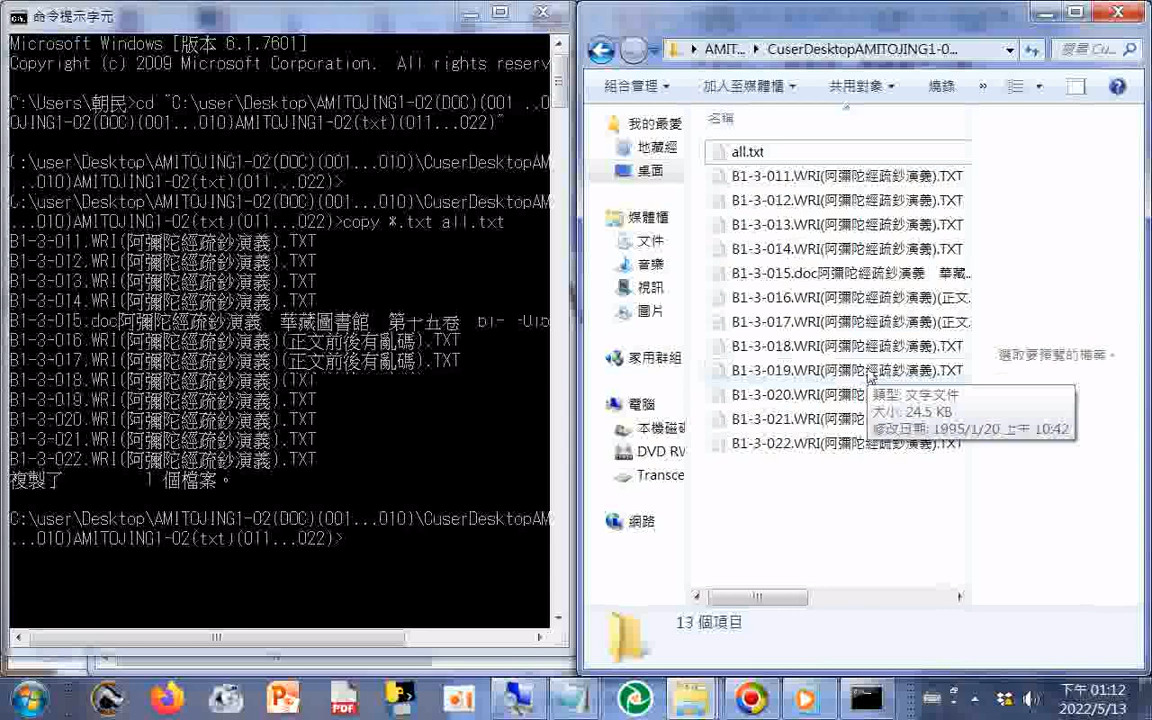 命令提示字元
Microsoft Windows [版本 6.1.7601]
Copyright (c) 2009 Microsoft Corporation.  All rights reserv
C:\Users\朝民>cd "C:\user\Desktop\AMITOJING1-02(DOC)(001 ..0
OJING1-02(DOC)(001...010)AMITOJING1-02(txt)(011...022)"
C:\user\Desktop\AMITOJING1-02(DOC)(001...010)\CuserDesktopAM
...010)AMITOJING1-02(txt)(011...022)>
C:\user\Desktop\AMITOJING1-02(DOC)(001...010)\CuserDesktopAM
...010)AMITOJING1-02(txt)(011...022)>copy *.txt all.txt
B1-3-011.WRI(阿彌陀經疏鈔演義).TXT
B1-3-012.WRI(阿彌陀經疏鈔演義).TXT
B1-3-013.WRI(阿彌陀經疏鈔演義).TXT
B1-3-014.WRI(阿彌陀經疏鈔演義).TXT
B1-3-015.doc阿彌陀經疏鈔演義　華藏圖書館　第十五卷
B1-3-016.WRI(阿彌陀經疏鈔演義)(正文前後有亂碼).TXT
B1-3-017.WRI(阿彌陀經疏鈔演義)(正文前後有亂碼).TXT
B1-3-018.WRI(阿彌陀經疏鈔演義)(TXT
B1-3-019.WRI(阿彌陀經疏鈔演義).TXT
B1-3-020.WRI(阿彌陀經疏鈔演義).TXT
B1-3-021.WRI(阿彌陀經疏鈔演義).TXT
B1-3-022.WRI(阿彌陀經疏鈔演義).TXT
複製了         1 個檔案。
C:\user\Desktop\AMITOJING1-02(DOC)(001...010)\CuserDesktopAM
...010)AMITOJING1-02(txt)(011...022)>
AMIT... ▸ CuserDesktopAMITOJING1-0...
搜尋 Cu...
組合管理 加入至媒體櫃 共用對象 燒錄 »
我的最愛
地藏經
桌面
媒體櫃
文件
音樂
視訊
圖片
家用群組
電腦
本機磁碟
DVD RW
Transce
網路
名稱
all.txt
B1-3-011.WRI(阿彌陀經疏鈔演義).TXT
B1-3-012.WRI(阿彌陀經疏鈔演義).TXT
B1-3-013.WRI(阿彌陀經疏鈔演義).TXT
B1-3-014.WRI(阿彌陀經疏鈔演義).TXT
B1-3-015.doc阿彌陀經疏鈔演義　華藏...
B1-3-016.WRI(阿彌陀經疏鈔演義)(正文...
B1-3-017.WRI(阿彌陀經疏鈔演義)(正文...
B1-3-018.WRI(阿彌陀經疏鈔演義).TXT
B1-3-019.WRI(阿彌陀經疏鈔演義).TXT
B1-3-020.WRI(阿彌陀
B1-3-021.WRI(阿彌陀
B1-3-022.WRI(阿彌陀經疏鈔演義).TXT
類型: 文字文件
大小: 24.5 KB
修改日期: 1995/1/20 上午 10:42
選取要預覽的檔案。
13 個項目
PDF
下午 01:12
2022/5/13